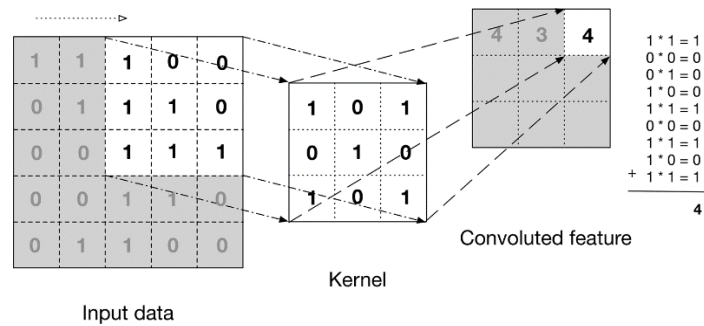 1 1 1 0 0
0 1 1 1 0
0 0 1 1 1
0 0 1 1 0
0 1 1 0 0
Input data
1 0 1
0 1 0
1 0 1
Kernel
4 3 4
Convoluted feature
1 * 1 = 1
0 * 0 = 0
0 * 1 = 0
1 * 0 = 0
1 * 1 = 1
0 * 0 = 0
1 * 1 = 1
1 * 0 = 0
+ 1 * 1 = 1
4